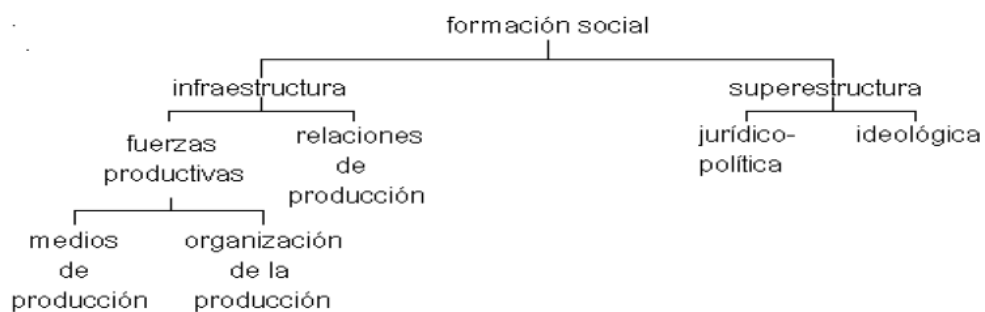 formación social
infraestructura
superestructura
fuerzas
productivas
relaciones
de
producción
jurídico-
política
ideológica
medios
de
producción
organización
de la
producción